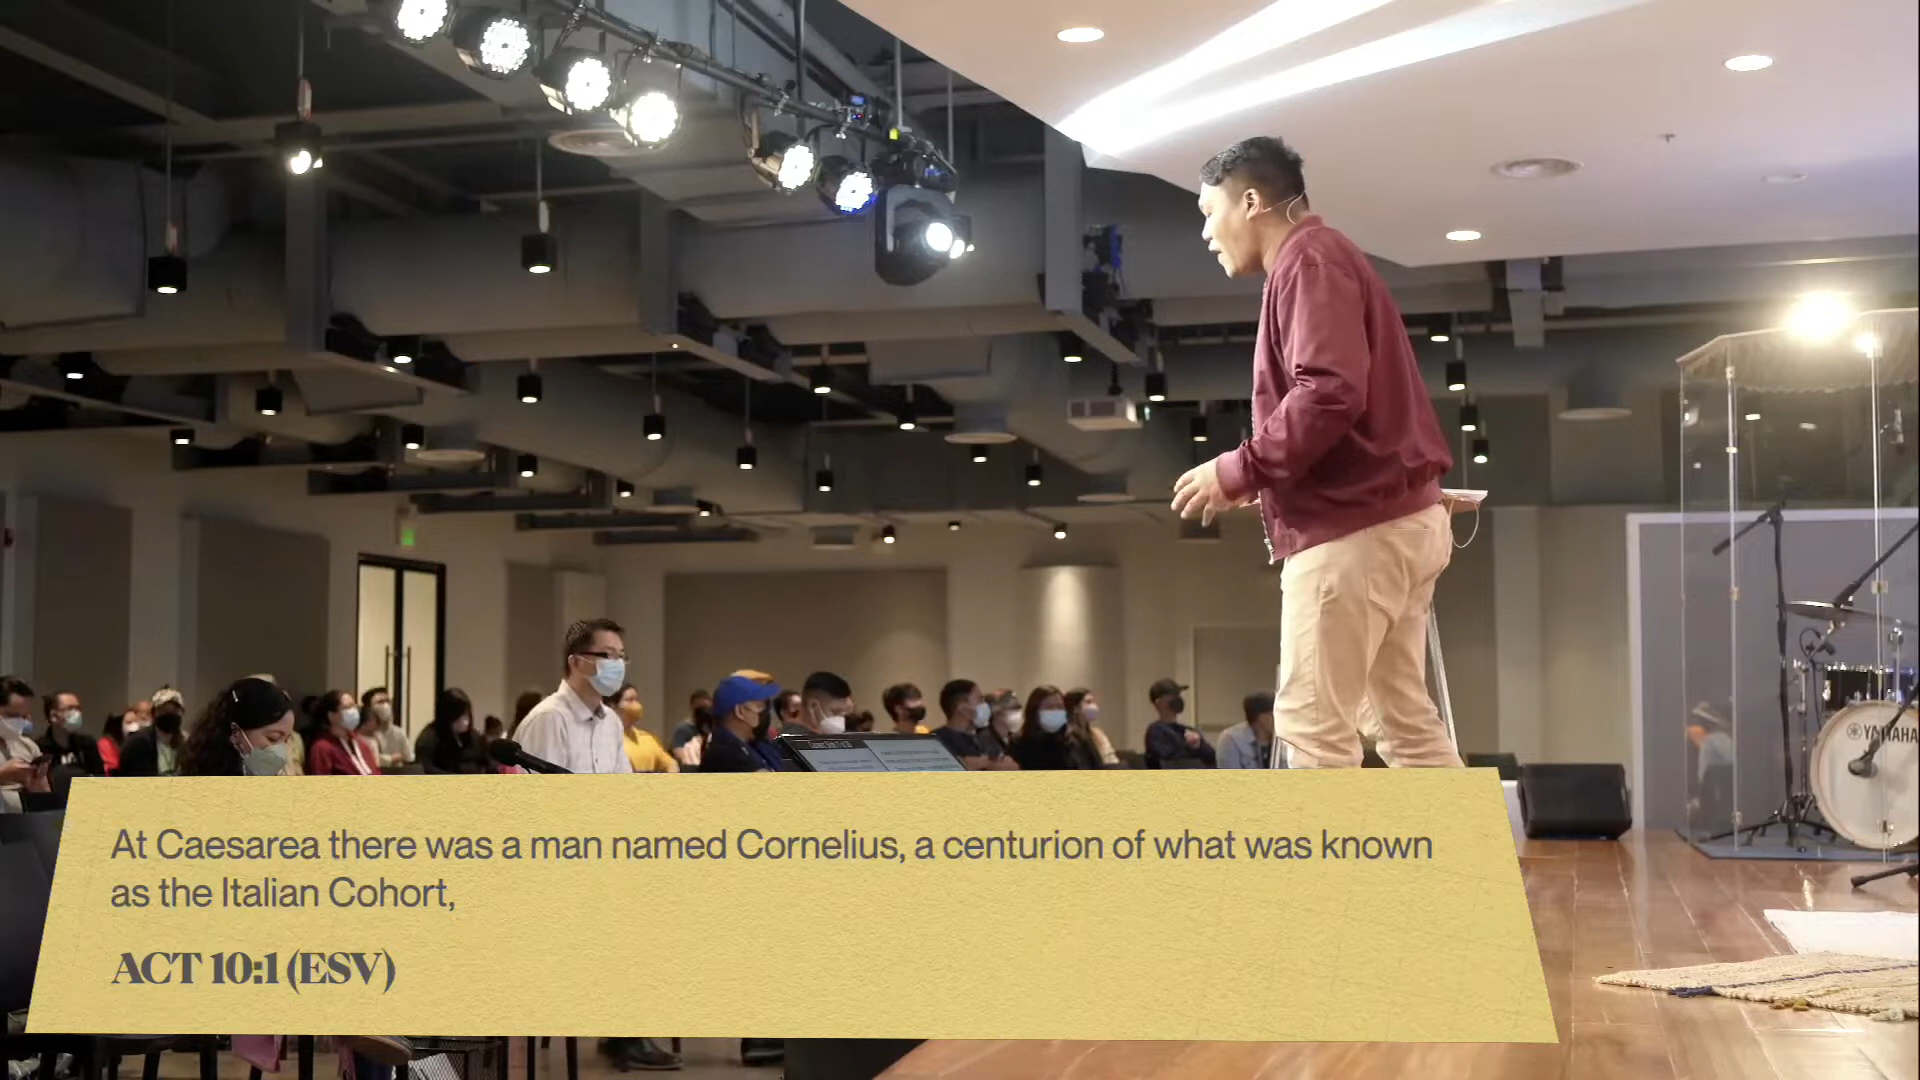 YAMAHA
At Caesarea there was a man named Cornelius, a centurion of what was known
as the Italian Cohort,
ACT 10:1 (ESV)